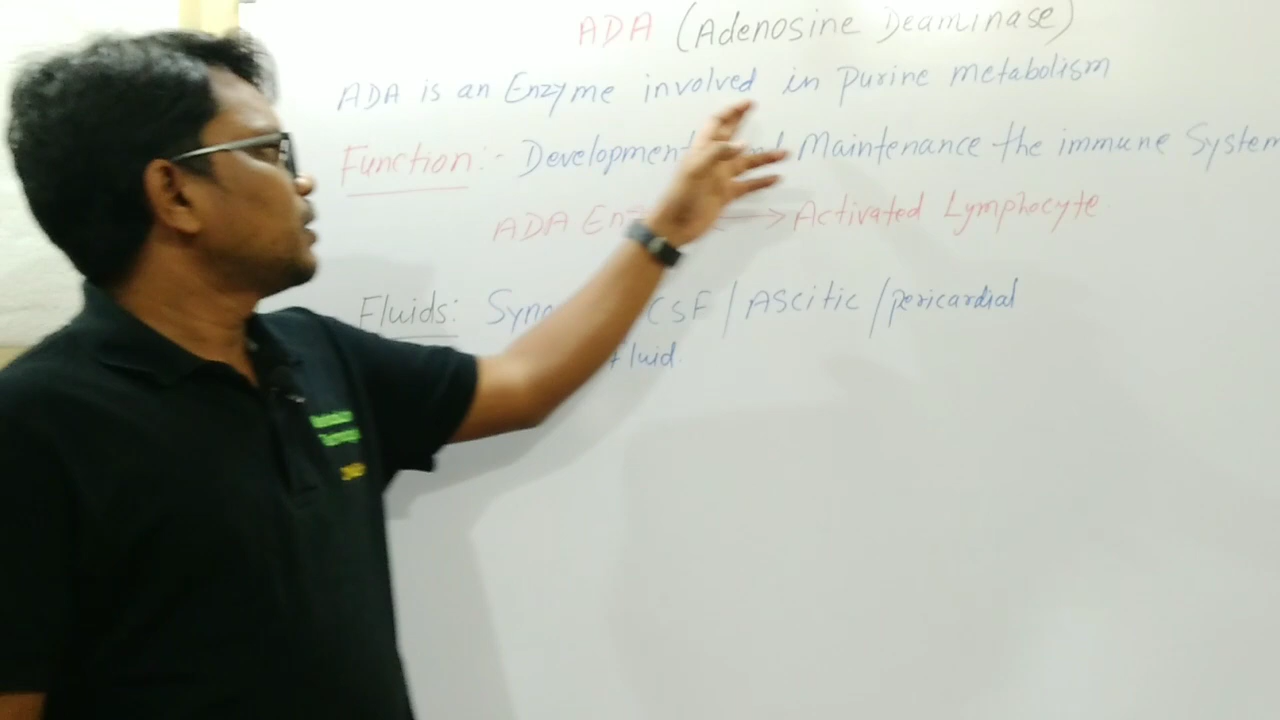 ADA (Adenosine Deaminase)
ADA is an Enzyme involved in Purine metabolism
Function:- Development Maintenance the immune System
ADA Activated Lymphocyte
Fluids: CSF / Ascitic / pericardial
Fluid.